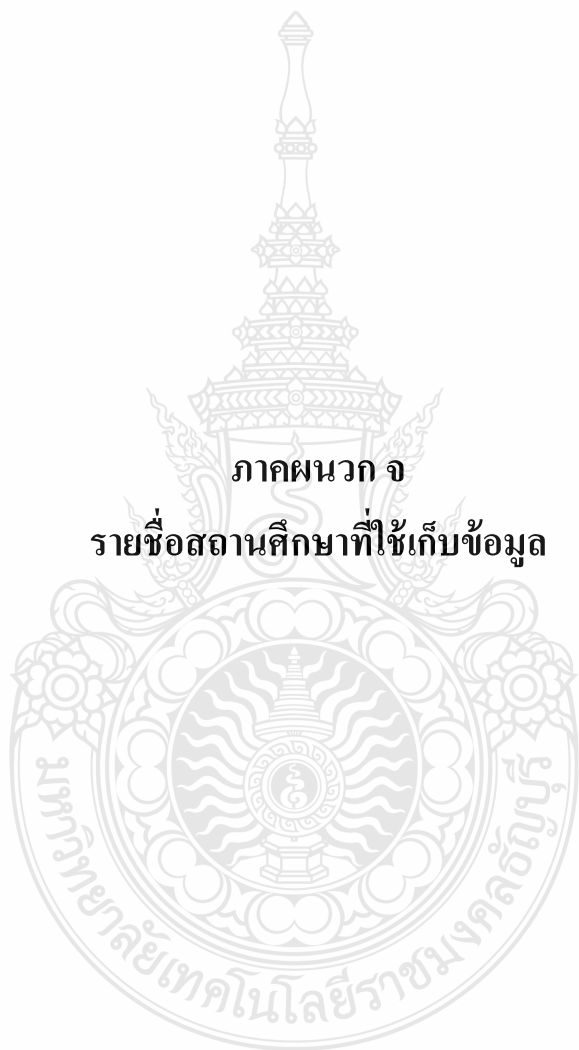 ภาคผนวก จ
รายชื่อสถานศึกษาที่ใช้เก็บข้อมูล
มหาวิทยาลัยเทคโนโลยีราชมงคลธัญบุรี